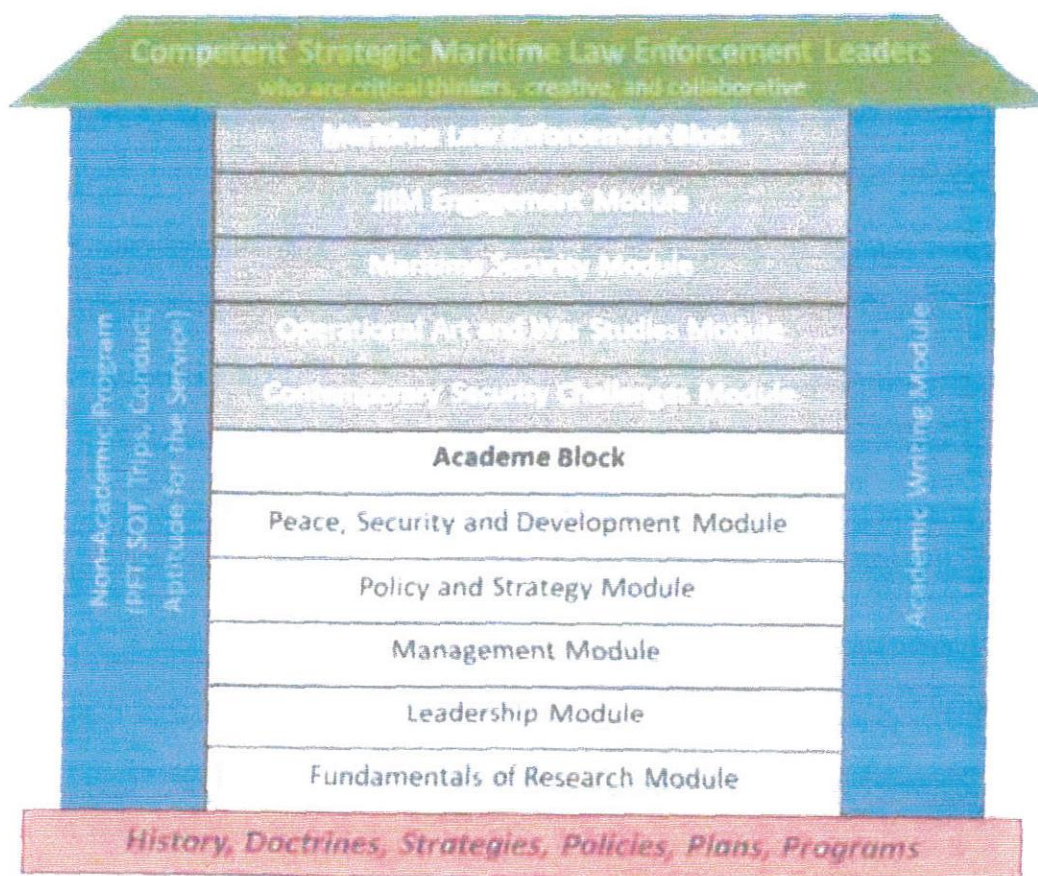 Competent Strategic Maritime Law Enforcement Leaders
who are critical thinkers, creative, and collaborative
Maritime Law Enforcement Block
JIIM Engagement Module
Maritime Security Module
Operational Art and War Studies Module
Contemporary Security Challenges Module
Academe Block
Peace, Security and Development Module
Policy and Strategy Module
Management Module
Leadership Module
Fundamentals of Research Module
Non-Academic Program
(PFT, SOT, Trips, Conduct,
Aptitude for the Service)
Academic Writing Module
History, Doctrines, Strategies, Policies, Plans, Programs